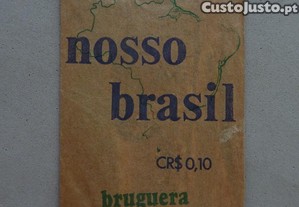 CustoJusto.pt
nosso
brasil
CR$ 0,10
bruguera